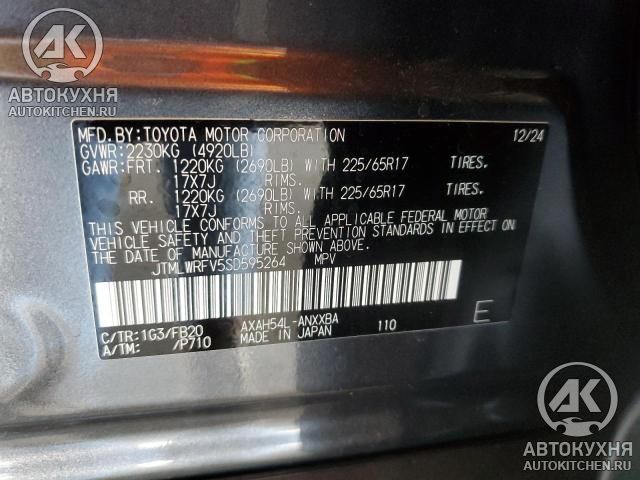 АВТОКУХНЯ
AUTOKITCHEN.RU
MFD.BY:TOYOTA MOTOR CORPORATION 12/24
GVWR:2230KG (4920LB)
GAWR:FRT. 1220KG (2690LB) WITH 225/65R17 TIRES.
17X7J RIMS.
RR. 1220KG (2690LB) WITH 225/65R17 TIRES.
17X7J RIMS.
THIS VEHICLE CONFORMS TO ALL APPLICABLE FEDERAL MOTOR
VEHICLE SAFETY AND THEFT PREVENTION STANDARDS IN EFFECT ON
THE DATE OF MANUFACTURE SHOWN ABOVE.
JTMLWRFV5SD595264 MPV
C/TR:1G3/FB20 AXAH54L-ANXXBA 110 E
A/TM: /P710 MADE IN JAPAN
АВТОКУХНЯ
AUTOKITCHEN.RU